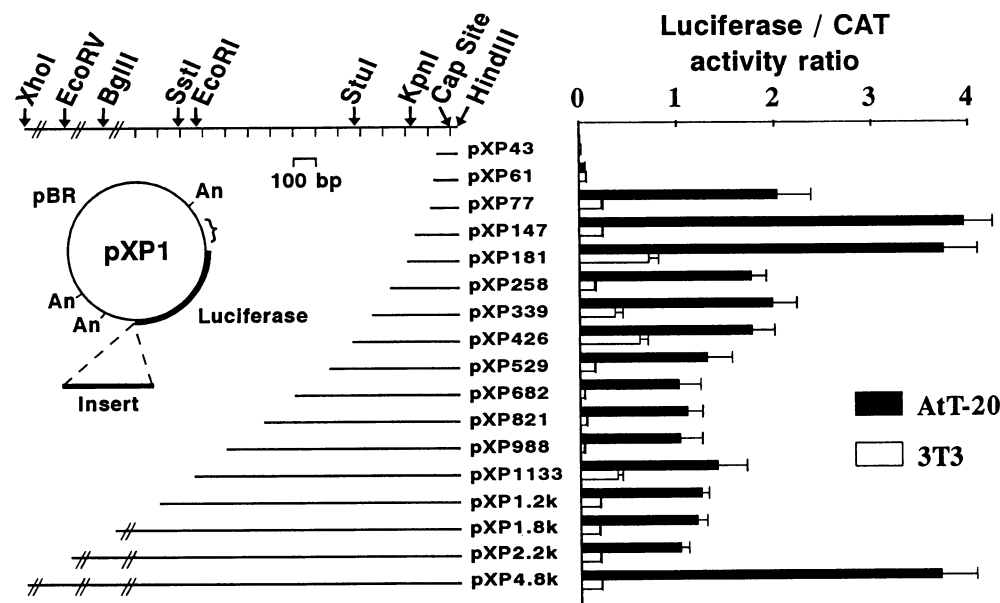 Luciferase / CAT
activity ratio
0 1 2 3 4
XhoI EcoRV BglII SstI EcoRI StuI KpnI Cap Site HindIII
100 bp
pBR
An
pXP1
An
An
Luciferase
Insert
pXP43
pXP61
pXP77
pXP147
pXP181
pXP258
pXP339
pXP426
pXP529
pXP682
pXP821
pXP988
pXP1133
pXP1.2k
pXP1.8k
pXP2.2k
pXP4.8k
AtT-20
3T3